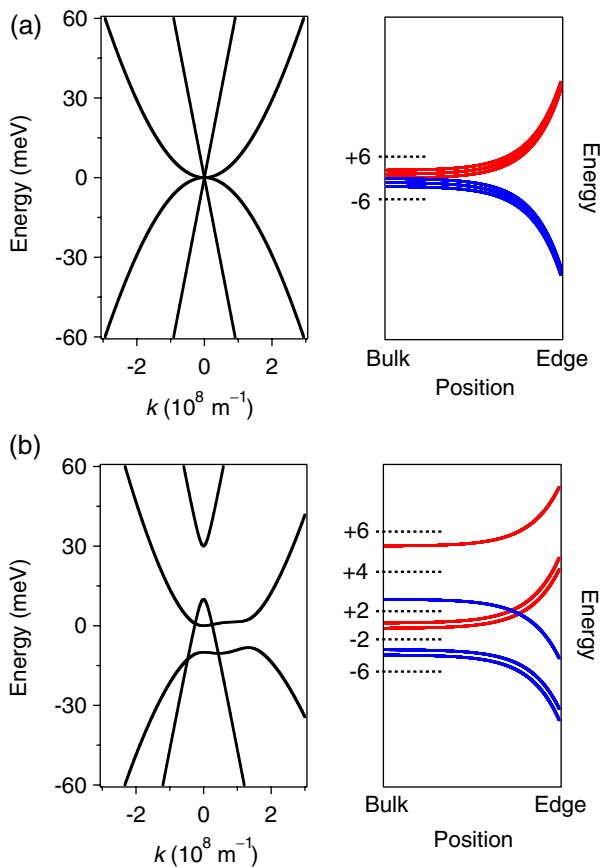 (a)
60
30
0
-30
-60
Energy (meV)
-2 0 2
k (10⁸ m⁻¹)
+6
-6
Bulk Edge
Position
Energy
(b)
60
30
0
-30
-60
Energy (meV)
-2 0 2
k (10⁸ m⁻¹)
+6
+4
+2
-2
-6
Bulk Edge
Position
Energy